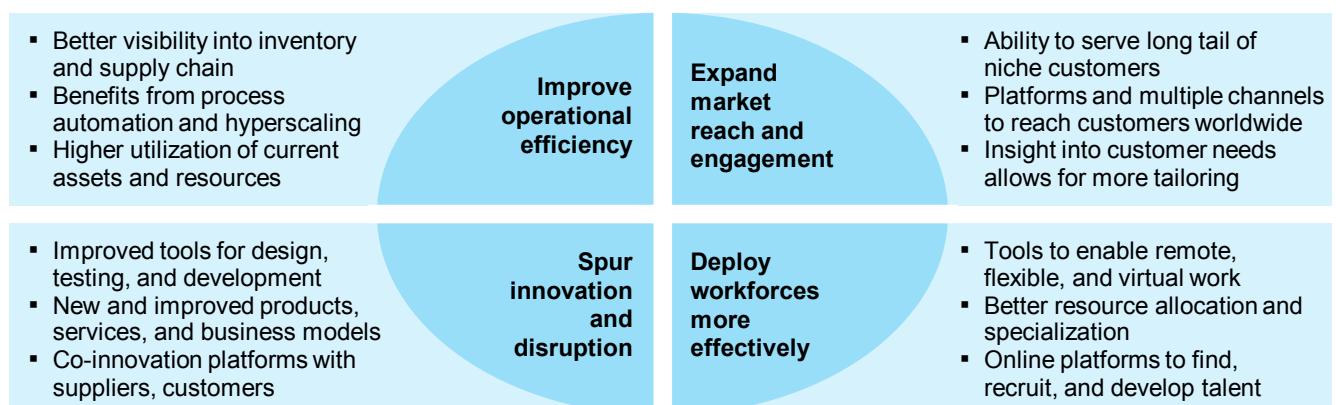 ▪ Better visibility into inventory
and supply chain
▪ Benefits from process
automation and hyperscaling
▪ Higher utilization of current
assets and resources
Improve
operational
efficiency
Expand
market
reach and
engagement
▪ Ability to serve long tail of
niche customers
▪ Platforms and multiple channels
to reach customers worldwide
▪ Insight into customer needs
allows for more tailoring
▪ Improved tools for design,
testing, and development
▪ New and improved products,
services, and business models
▪ Co-innovation platforms with
suppliers, customers
Spur
innovation
and
disruption
Deploy
workforces
more
effectively
▪ Tools to enable remote,
flexible, and virtual work
▪ Better resource allocation and
specialization
▪ Online platforms to find,
recruit, and develop talent